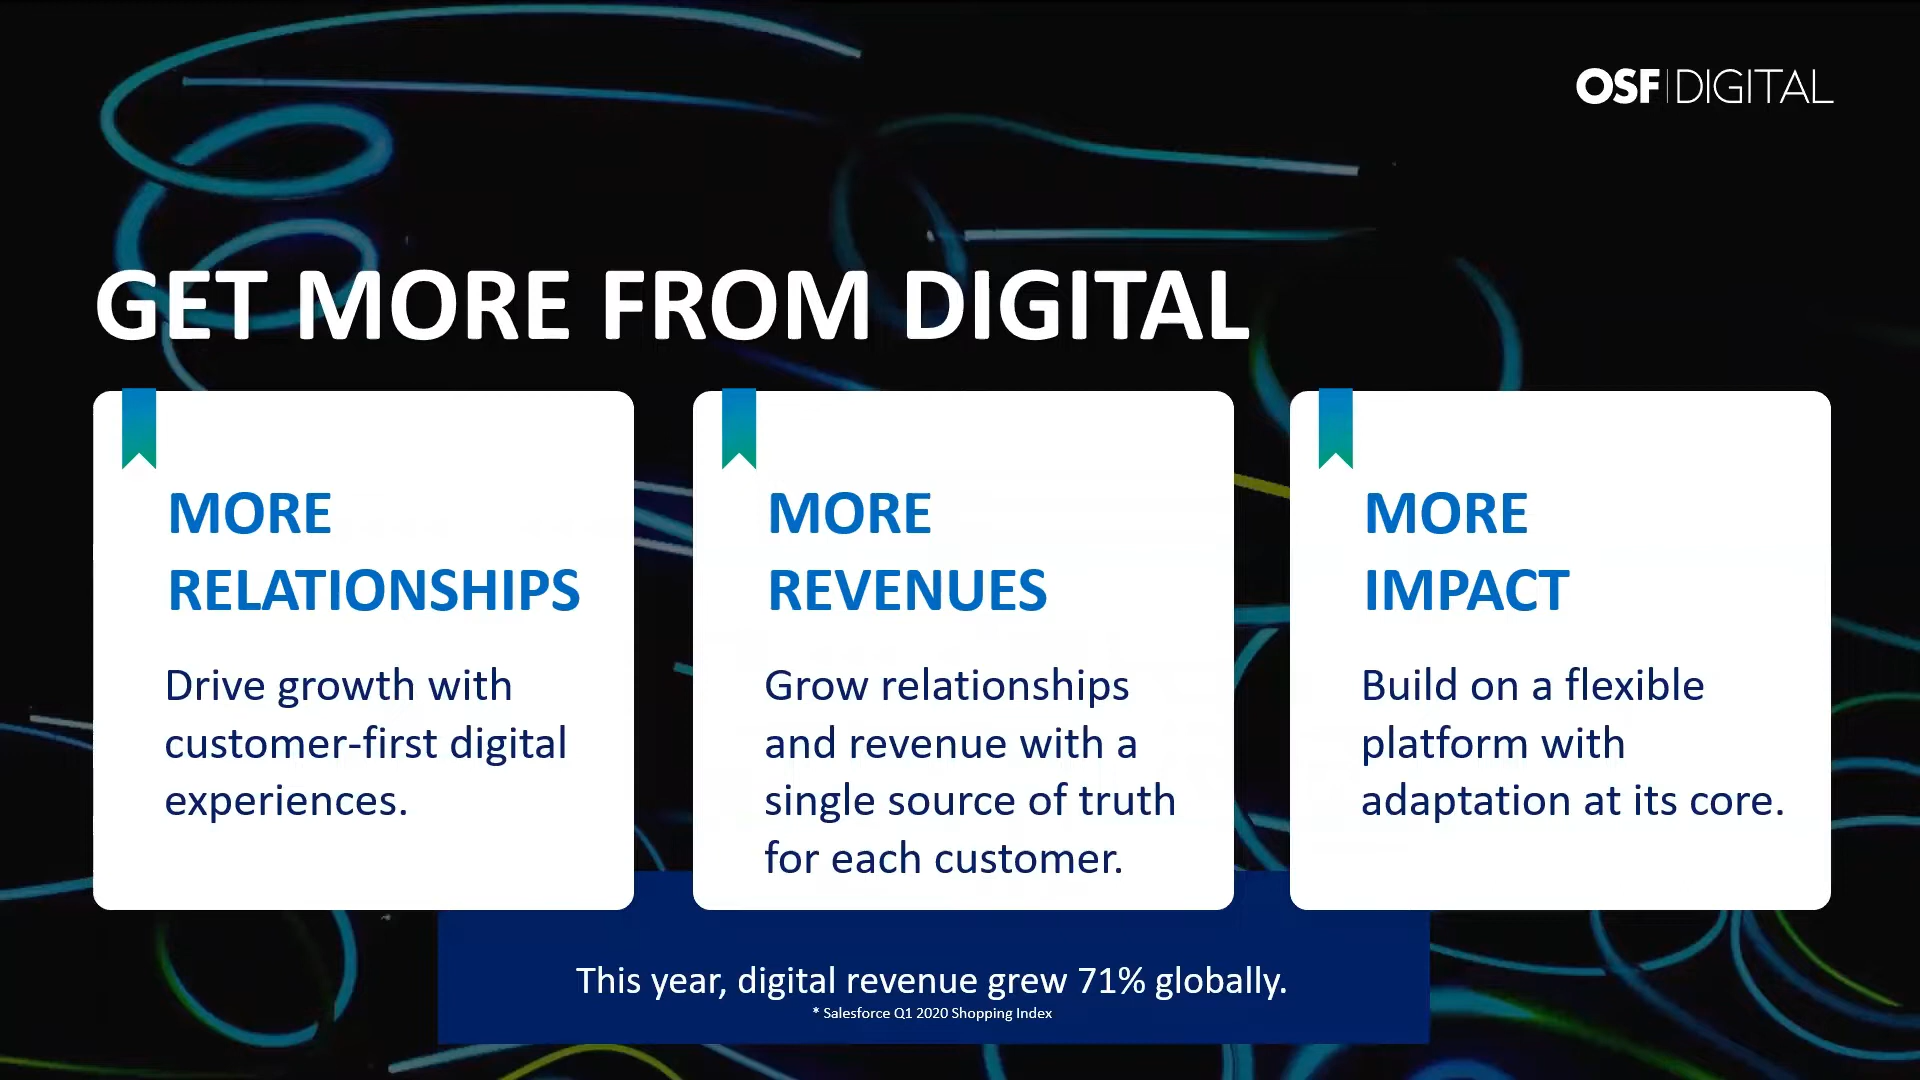 OSF DIGITAL
GET MORE FROM DIGITAL
MORE
RELATIONSHIPS
Drive growth with
customer-first digital
experiences.
MORE
REVENUES
Grow relationships
and revenue with a
single source of truth
for each customer.
MORE
IMPACT
Build on a flexible
platform with
adaptation at its core.
This year, digital revenue grew 71% globally.
* Salesforce Q1 2020 Shopping Index